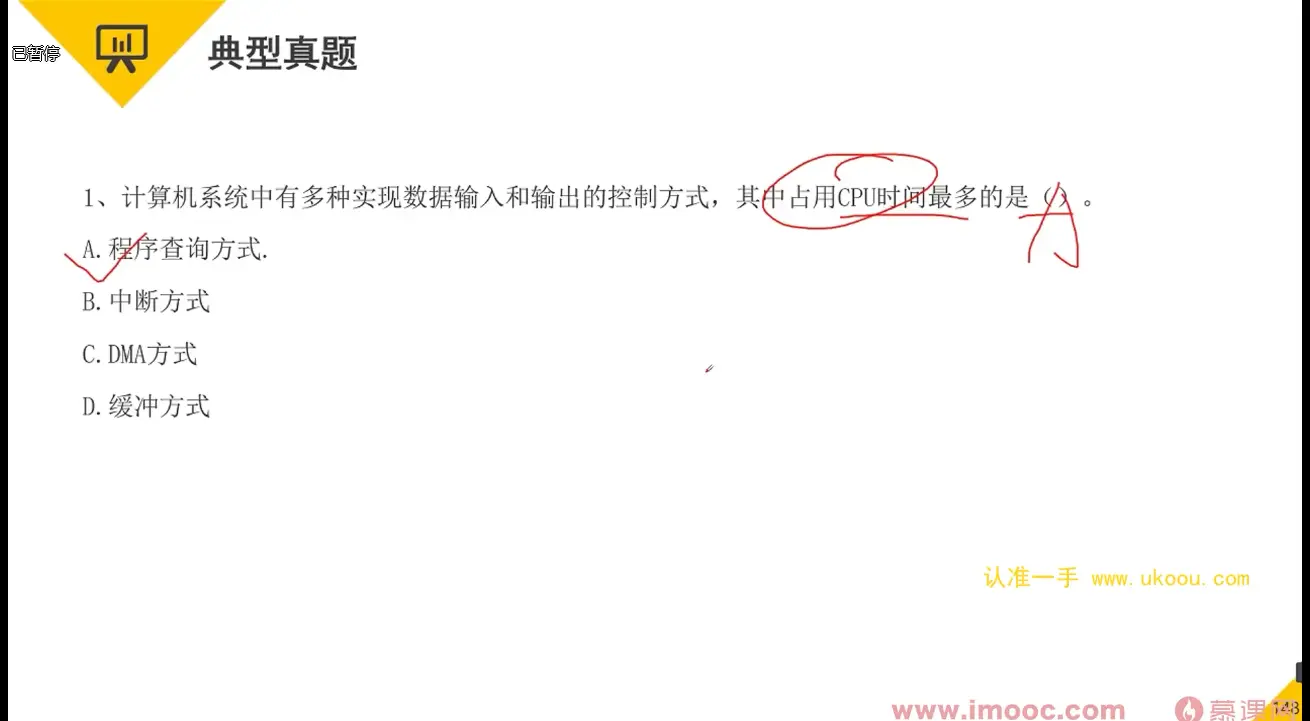 已暂停
典型真题
1、计算机系统中有多种实现数据输入和输出的控制方式，其中占用CPU时间最多的是（）。
A
A.程序查询方式.
B.中断方式
C.DMA方式
D.缓冲方式
认准一手 www.ukoou.com
www.imooc.com
慕课
148